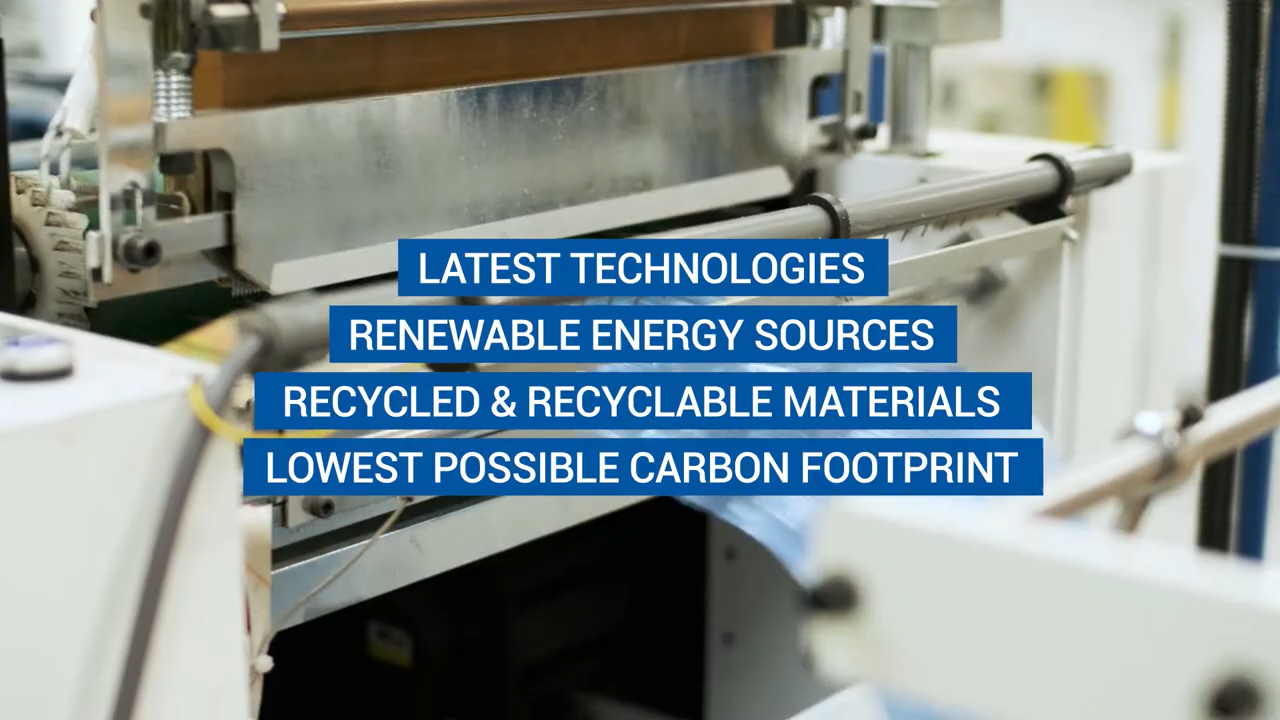 LATEST TECHNOLOGIES
RENEWABLE ENERGY SOURCES
RECYCLED & RECYCLABLE MATERIALS
LOWEST POSSIBLE CARBON FOOTPRINT